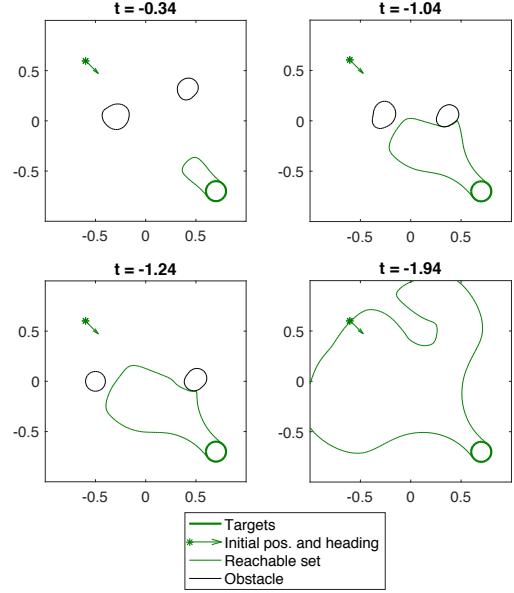 t = -0.34
t = -1.04
0.5
0
-0.5
-0.5 0 0.5
0.5
0
-0.5
-0.5 0 0.5
t = -1.24
t = -1.94
0.5
0
-0.5
-0.5 0 0.5
0.5
0
-0.5
-0.5 0 0.5
Targets
Initial pos. and heading
Reachable set
Obstacle